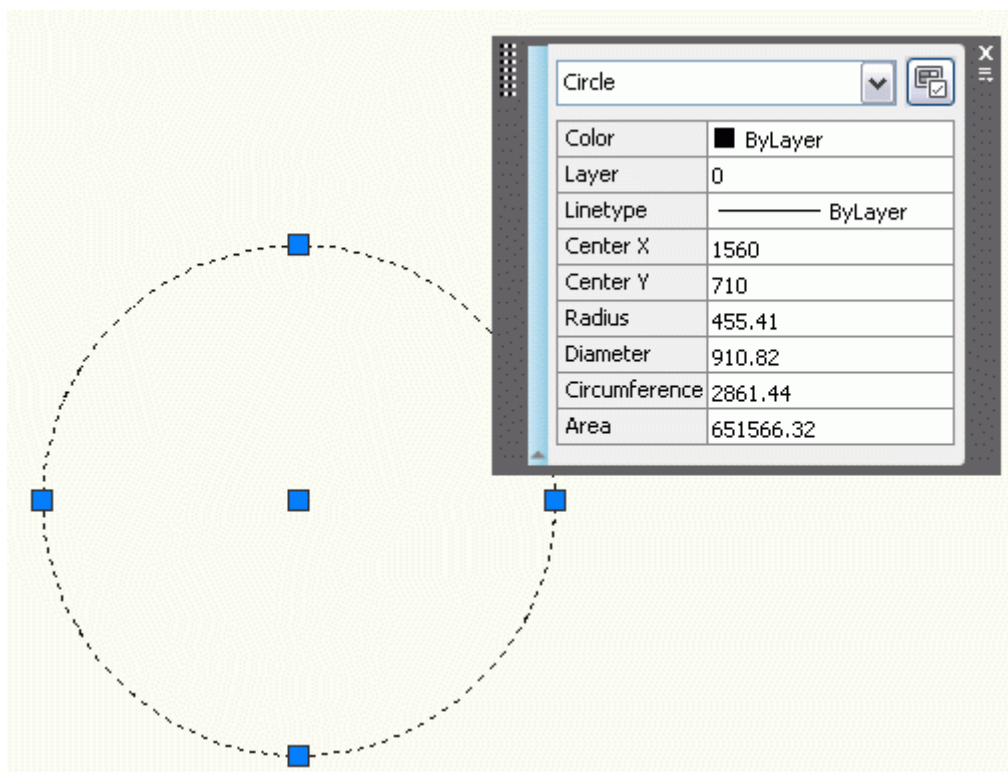 Circle
Color ByLayer
Layer 0
Linetype ByLayer
Center X 1560
Center Y 710
Radius 455.41
Diameter 910.82
Circumference 2861.44
Area 651566.32